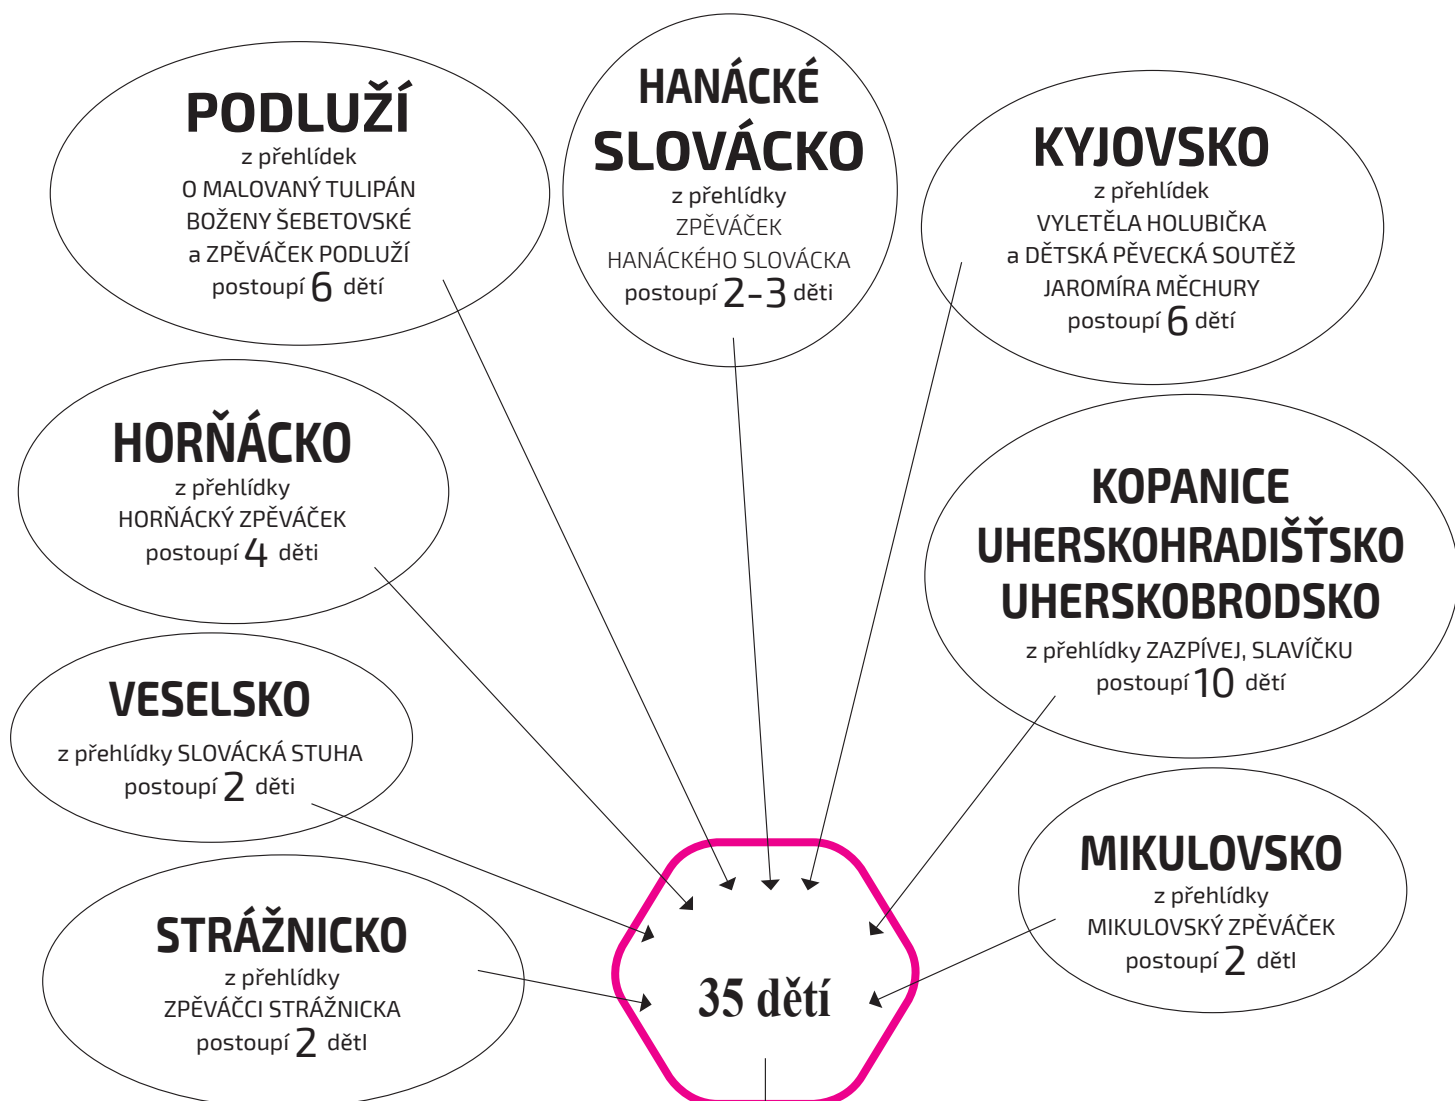 PODLUŽÍ
z přehlídek
O MALOVANÝ TULIPÁN
BOŽENY ŠEBETOVSKÉ
a ZPĚVÁČEK PODLUŽÍ
postoupí 6 dětí
HANÁCKÉ
SLOVÁCKO
z přehlídky
ZPĚVÁČEK
HANÁCKÉHO SLOVÁCKA
postoupí 2-3 děti
KYJOVSKO
z přehlídek
VYLETĚLA HOLUBIČKA
a DĚTSKÁ PĚVECKÁ SOUTĚŽ
JAROMÍRA MĚCHURY
postoupí 6 dětí
HORŇÁCKO
z přehlídky
HORŇÁCKÝ ZPĚVÁČEK
postoupí 4 děti
KOPANICE
UHERSKOHRADIŠŤSKO
UHERSKOBRODSKO
z přehlídky ZAZPÍVEJ, SLAVÍČKU
postoupí 10 dětí
VESELSKO
z přehlídky SLOVÁCKÁ STUHA
postoupí 2 děti
MIKULOVSKO
z přehlídky
MIKULOVSKÝ ZPĚVÁČEK
postoupí 2 dětI
STRÁŽNICKO
z přehlídky
ZPĚVÁČCI STRÁŽNICKA
postoupí 2 dětI
35 dětí